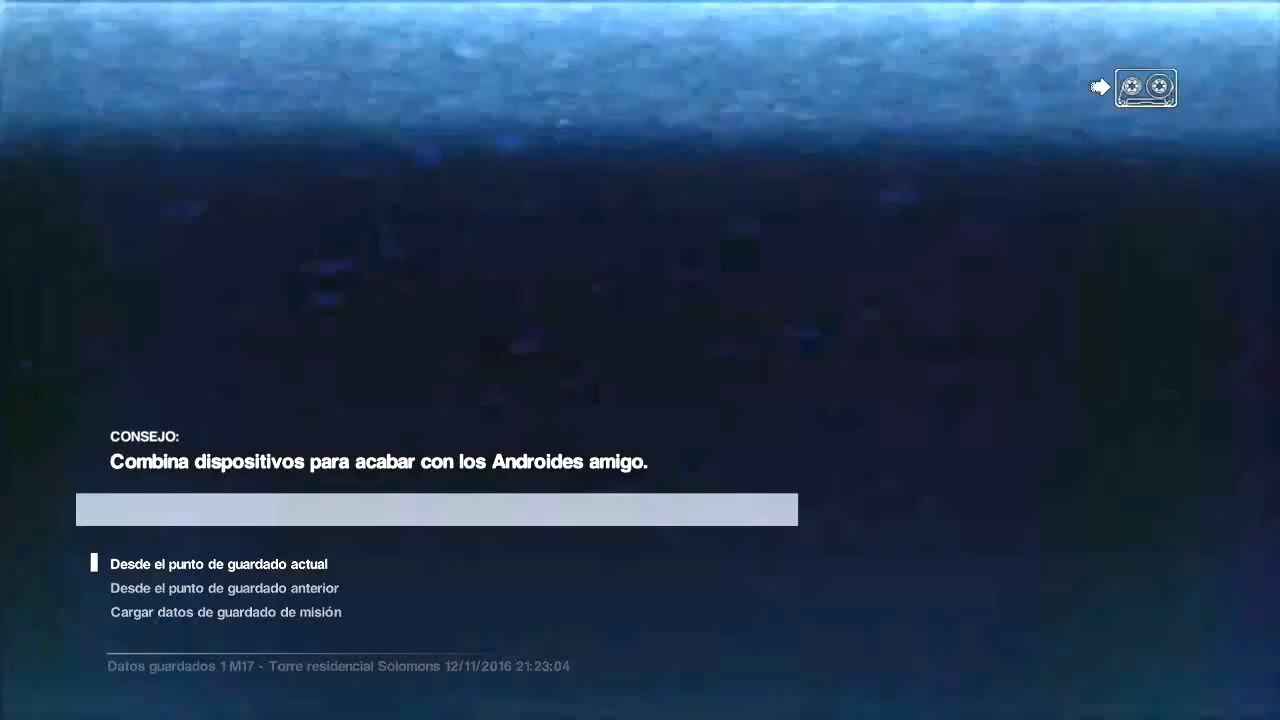 CONSEJO:
Combina dispositivos para acabar con los Androides amigo.
Desde el punto de guardado actual
Desde el punto de guardado anterior
Cargar datos de guardado de misión
Datos guardados 1 M17 - Torre residencial Solomons 12/11/2016 21:23:04